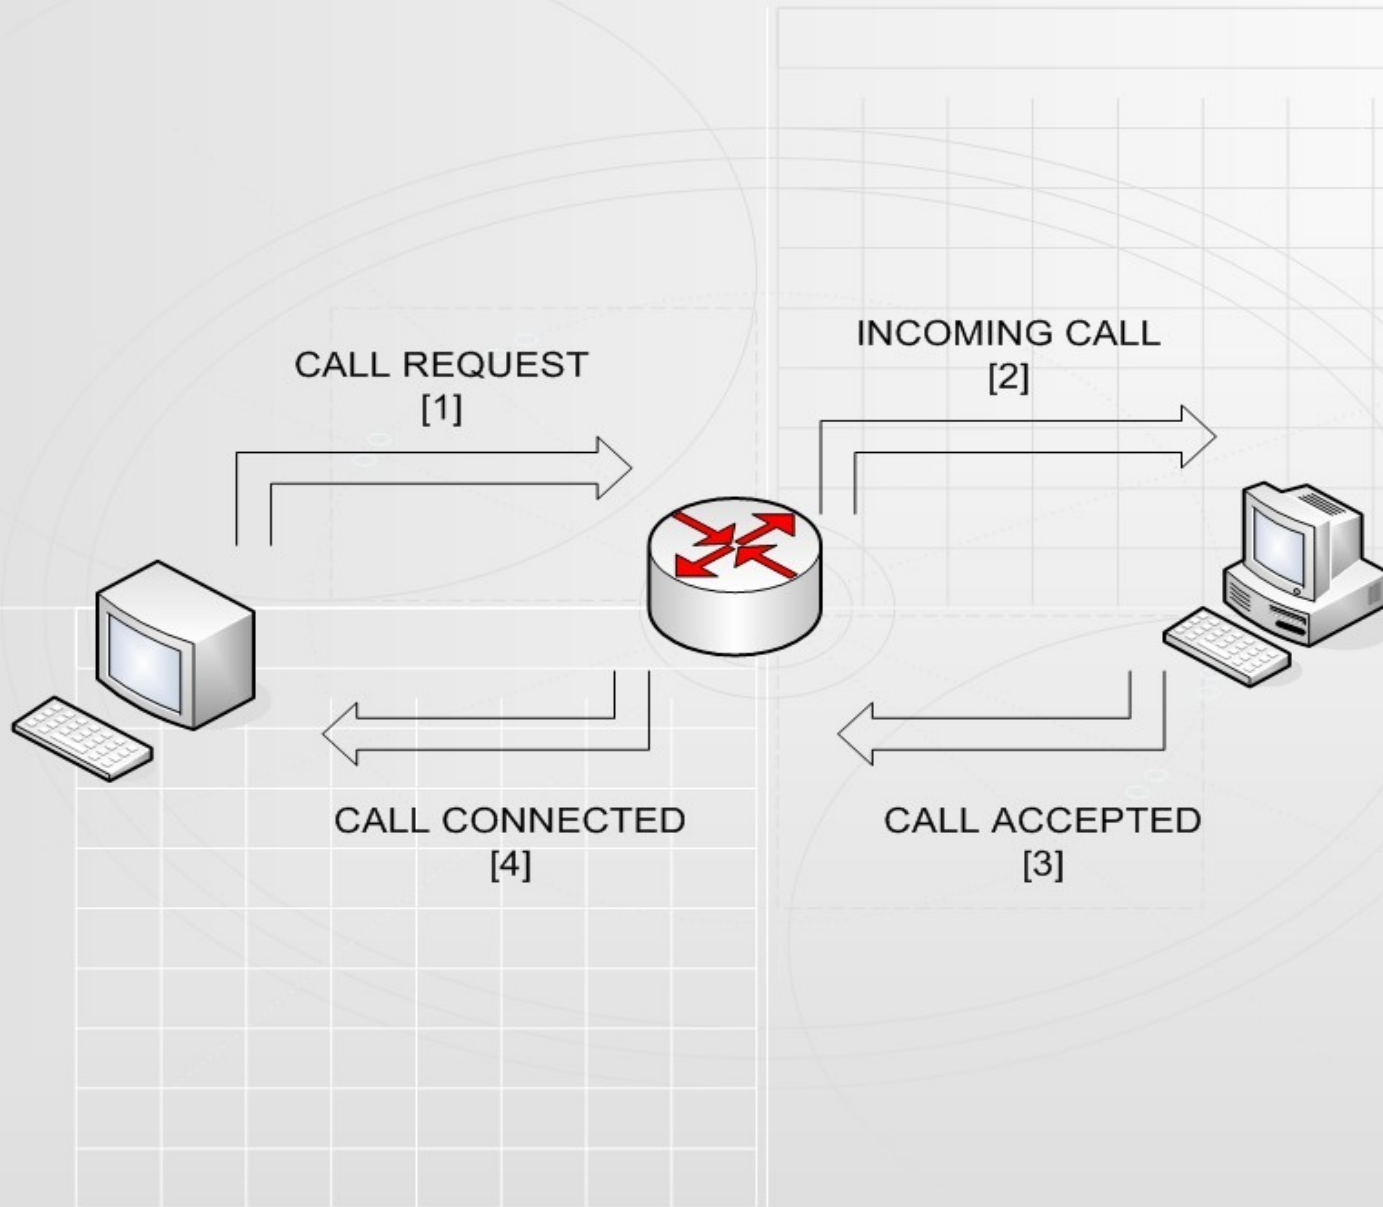 CALL REQUEST
[1]
INCOMING CALL
[2]
CALL CONNECTED
[4]
CALL ACCEPTED
[3]